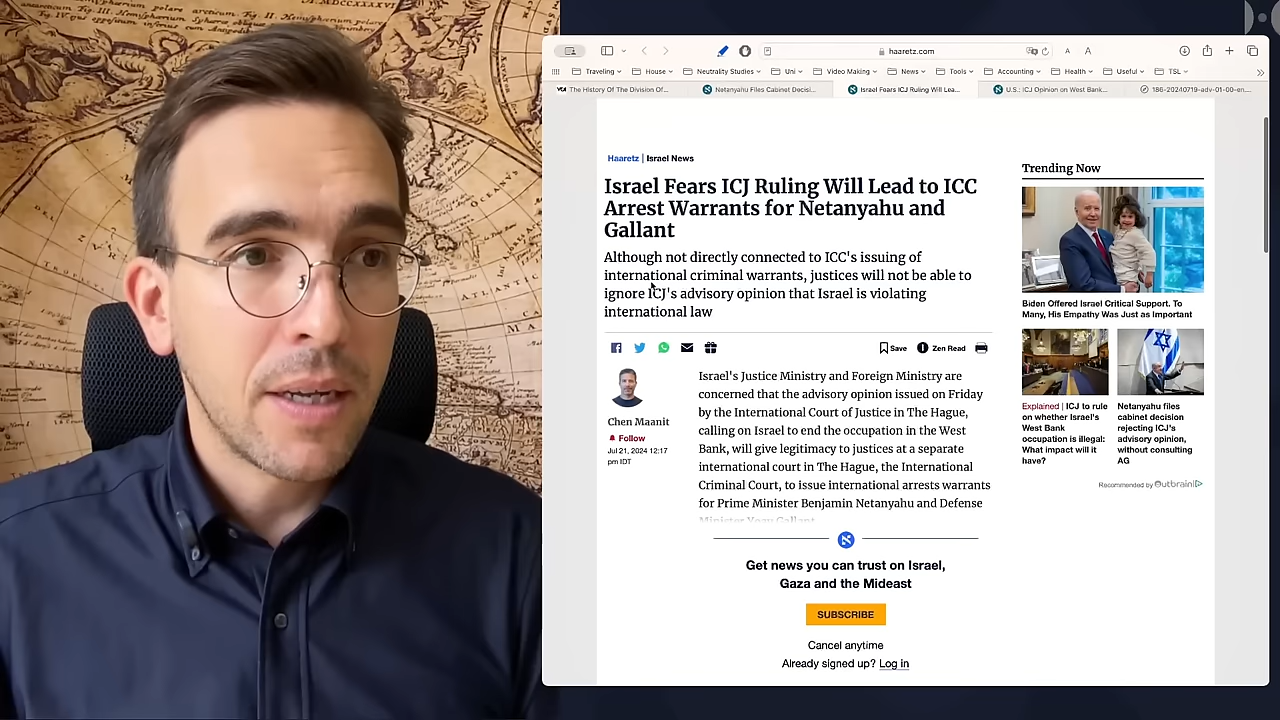 haaretz.com
Traveling
House
Neutrality Studies
Uni
Video Making
News
Tools
Accounting
Health
Useful
TSL
The History Of The Division Of...
Netanyahu Files Cabinet Decisi...
Israel Fears ICJ Ruling Will Lea...
U.S.: ICJ Opinion on West Bank...
186-20240719-adv-01-00-en....
Haaretz | Israel News
Israel Fears ICJ Ruling Will Lead to ICC
Arrest Warrants for Netanyahu and
Gallant
Although not directly connected to ICC's issuing of
international criminal warrants, justices will not be able to
ignore ICJ's advisory opinion that Israel is violating
international law
Save
Zen Read
Chen Maanit
Follow
Jul 21, 2024 12:17
pm IDT
Israel's Justice Ministry and Foreign Ministry are
concerned that the advisory opinion issued on Friday
by the International Court of Justice in The Hague,
calling on Israel to end the occupation in the West
Bank, will give legitimacy to justices at a separate
international court in The Hague, the International
Criminal Court, to issue international arrests warrants
for Prime Minister Benjamin Netanyahu and Defense
Minister Yoav Gallant
Get news you can trust on Israel,
Gaza and the Mideast
SUBSCRIBE
Cancel anytime
Already signed up? Log in
Trending Now
Biden Offered Israel Critical Support. To
Many, His Empathy Was Just as Important
Explained | ICJ to rule
on whether Israel's
West Bank
occupation is illegal:
What impact will it
have?
Netanyahu files
cabinet decision
rejecting ICJ's
advisory opinion,
without consulting
AG
Recommended by Outbrain